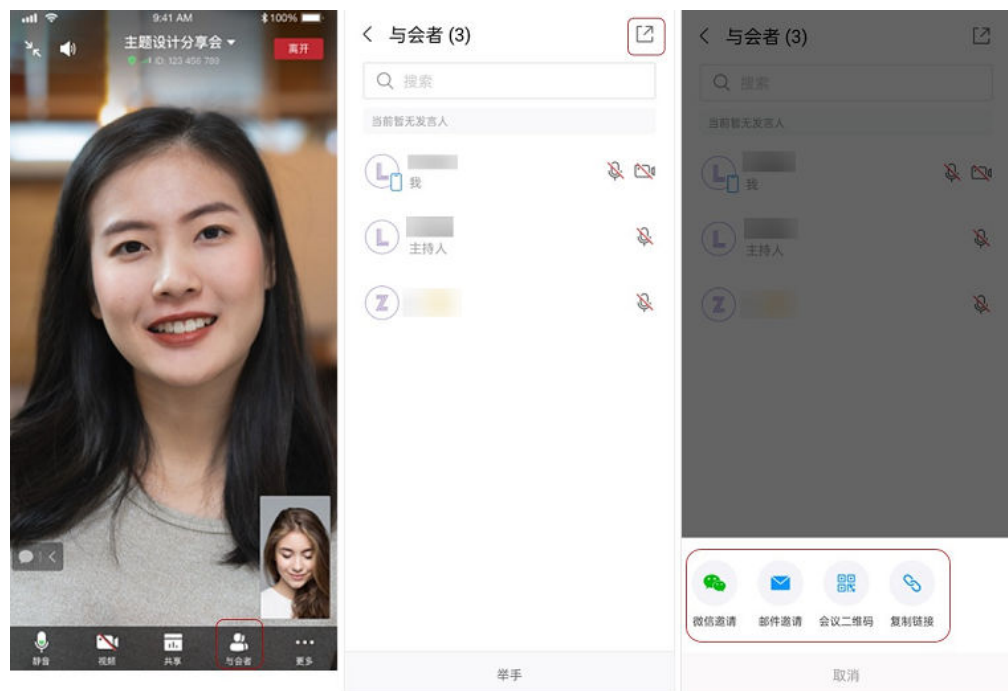 9:41 AM
100%
主题设计分享会
离开
ID: 123 456 789
静音
视频
共享
与会者
更多
与会者 (3)
搜索
当前暂无发言人
L
我
L
主持人
Z
举手
与会者 (3)
搜索
当前暂无发言人
L
我
L
主持人
Z
微信邀请
邮件邀请
会议二维码
复制链接
取消